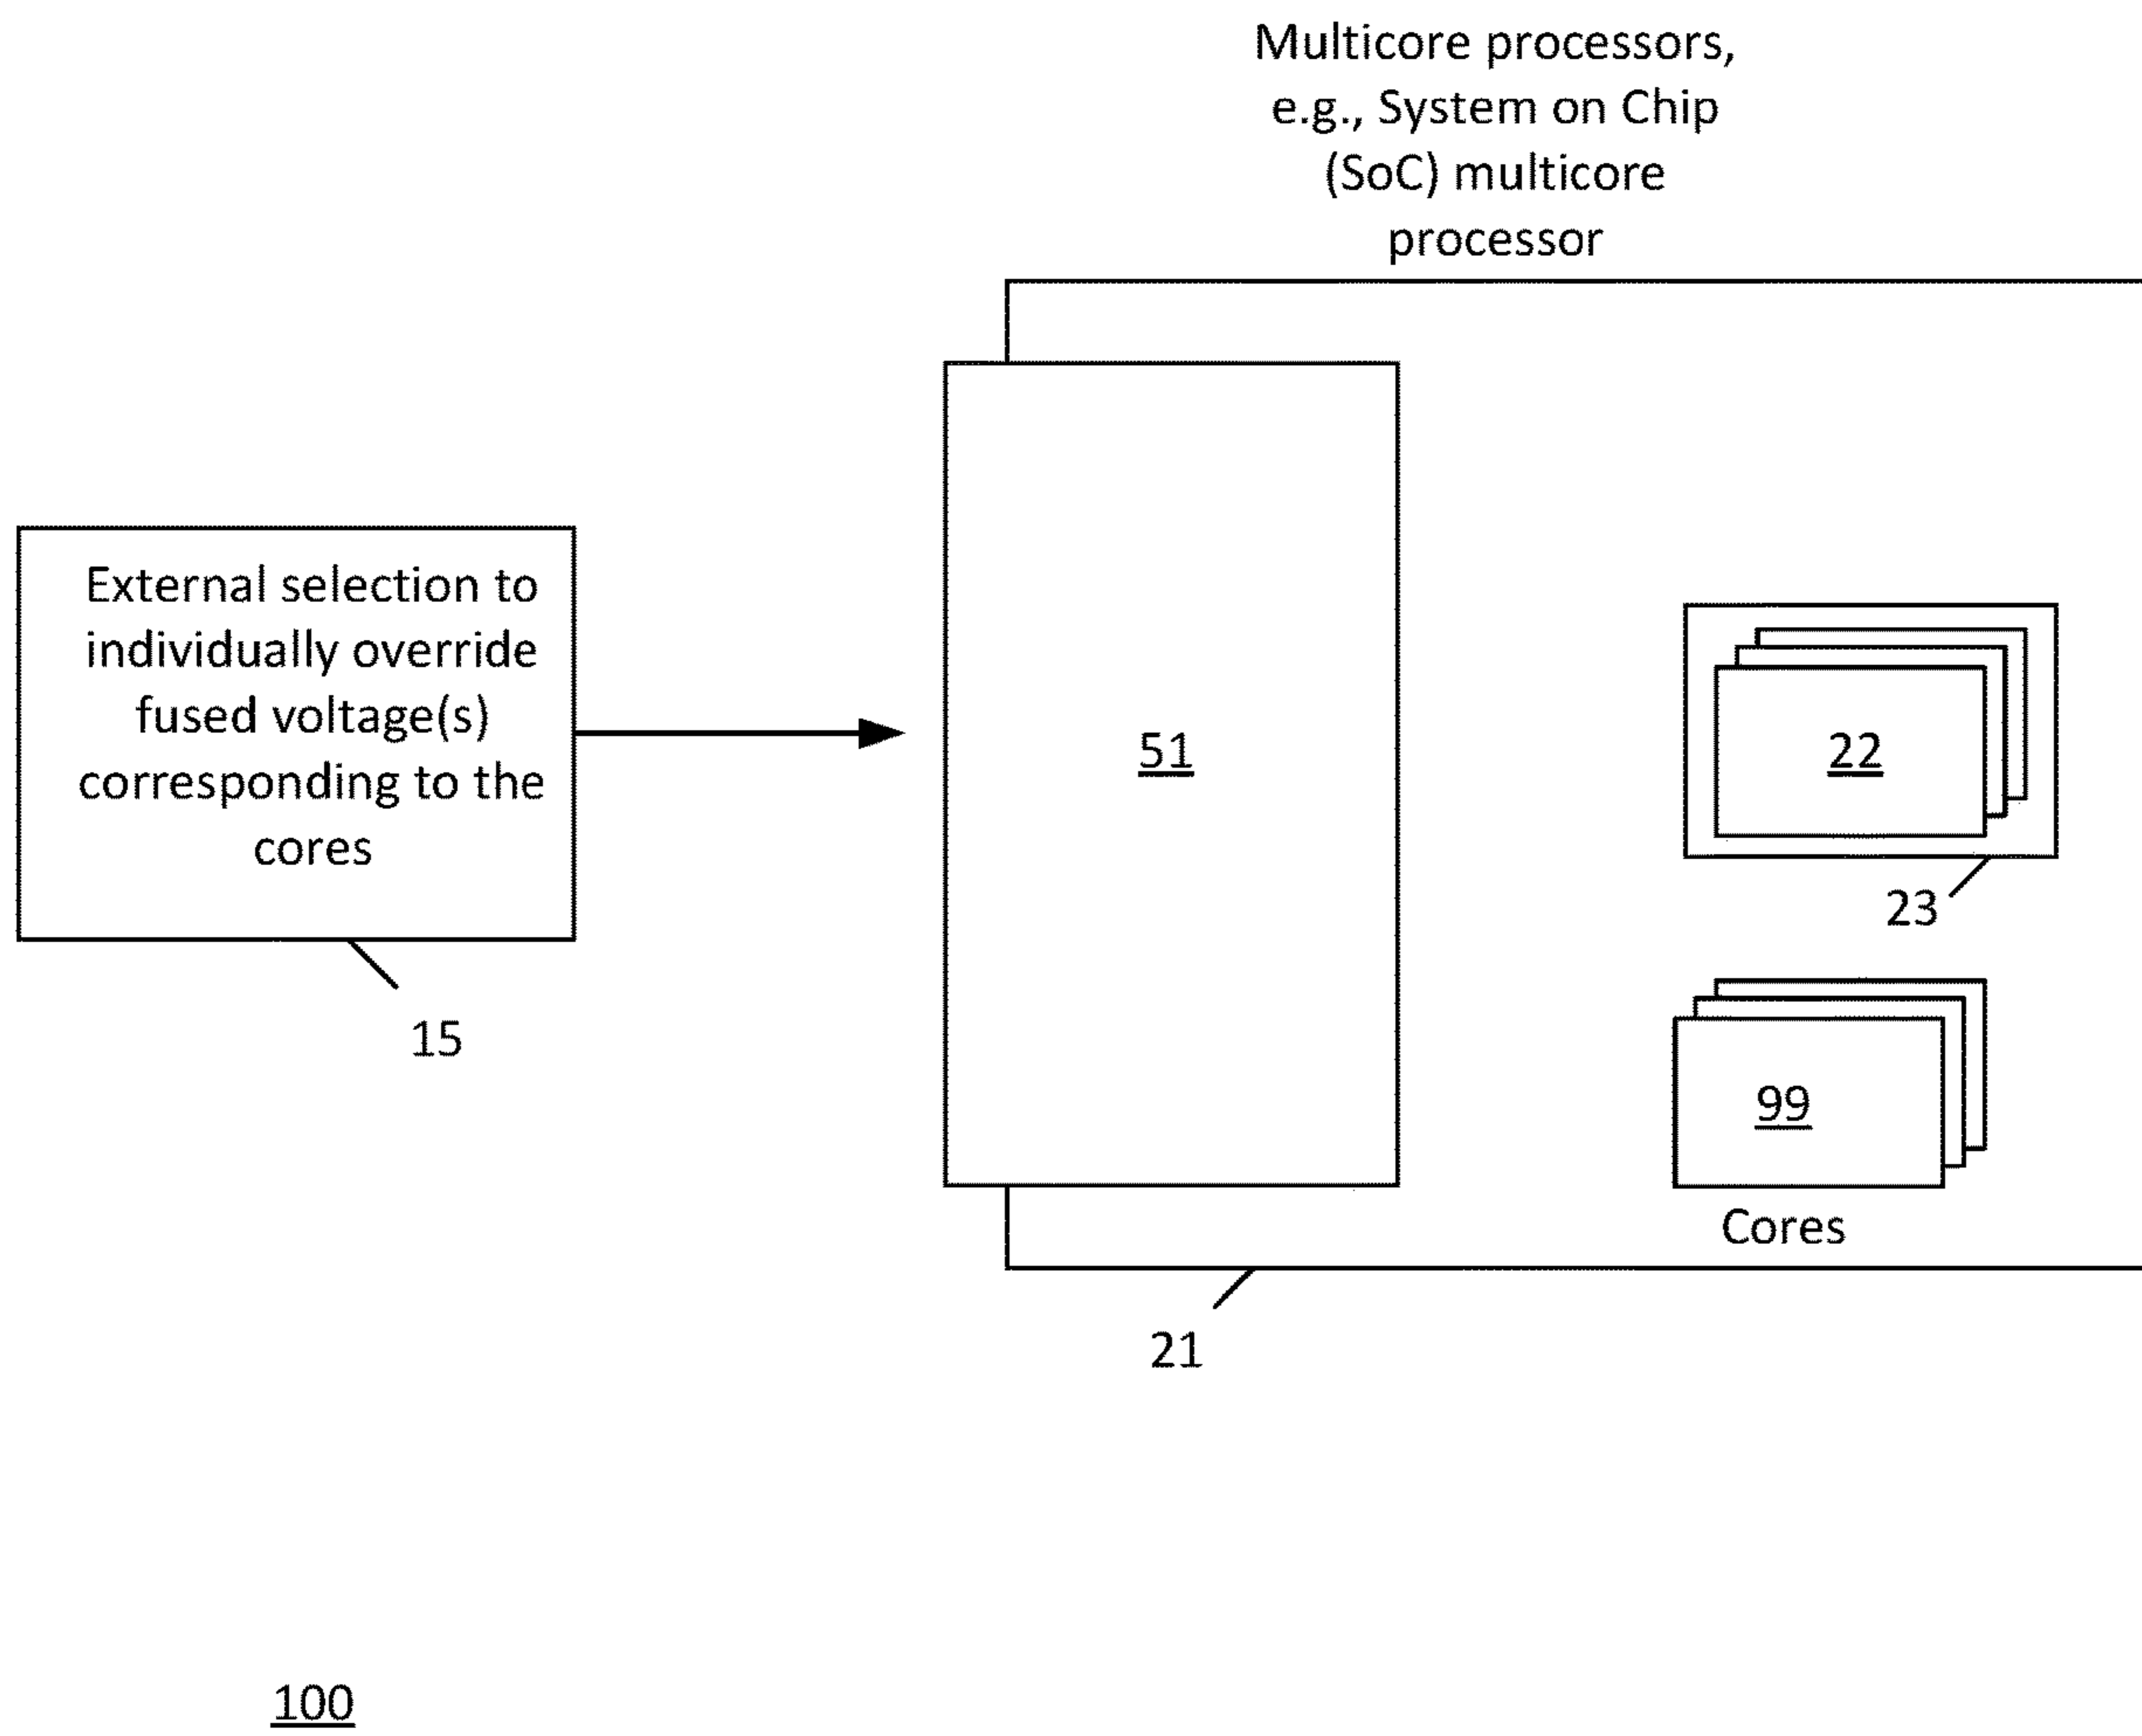 Multicore processors,
e.g., System on Chip
(SoC) multicore
processor
External selection to
individually override
fused voltage(s)
corresponding to the
cores
51
22
23
15
99
Cores
21
100